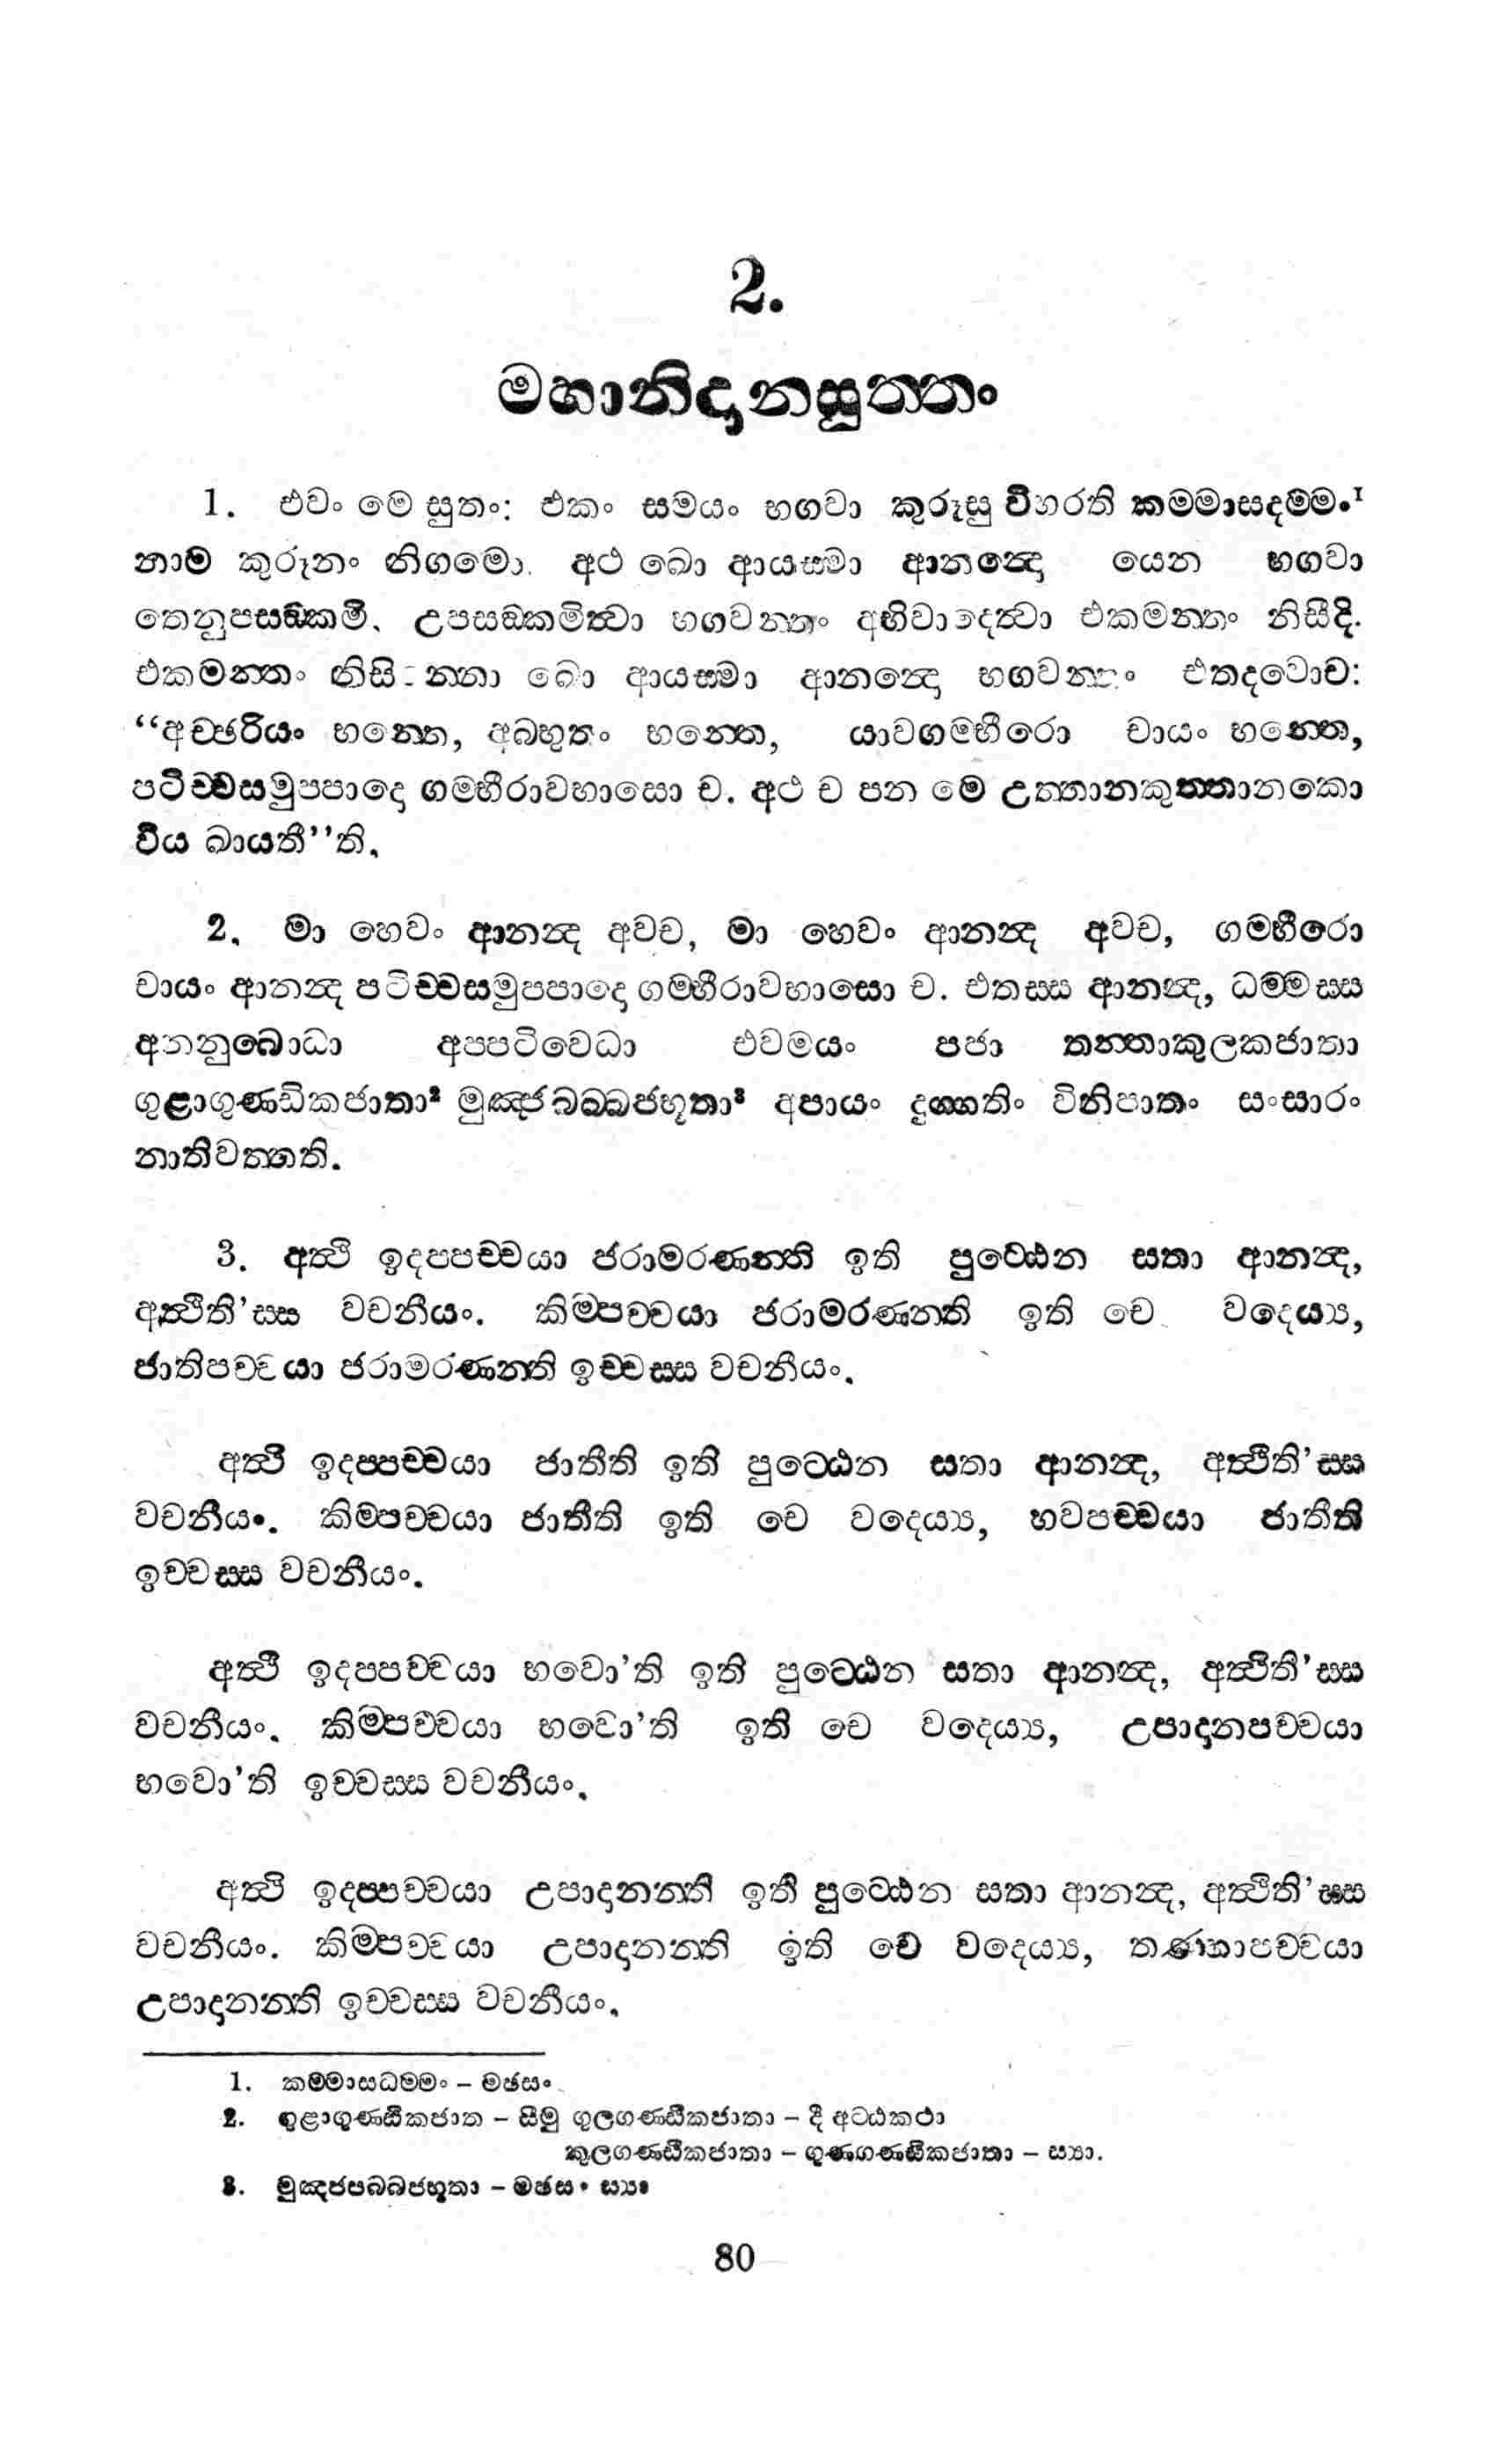 2.
මහානිදානසුත්තං
1. එවං මෙ සුතං: එකං සමයං භගවා කුරූසු විහරති කම්මාසදම්මං¹
නාම කුරූනං නිගමො. අථ ඛො ආයස්මා ආනන්දො යෙන භගවා
තෙනුපසඞ්කමි. උපසඞ්කමිත්වා භගවන්තං අභිවාදෙත්වා එකමන්තං නිසීදි.
එකමන්තං නිසින්නො ඛො ආයස්මා ආනන්දො භගවන්තං එතදවොච:
“අච්ඡරියං භන්තෙ, අබ්භුතං භන්තෙ, යාවගම්භීරො චායං භන්තෙ,
පටිච්චසමුප්පාදො ගම්භීරාවභාසො ච. අථ ච පන මෙ උත්තානකුත්තානකො
විය ඛායතී”ති.
2. මා හෙවං ආනන්ද අවච, මා හෙවං ආනන්ද අවච, ගම්භීරො
චායං ආනන්ද පටිච්චසමුප්පාදො ගම්භීරාවභාසො ච. එතස්ස ආනන්ද, ධම්මස්ස
අනනුබොධා අප්පටිවෙධා එවමයං පජා තන්තාකුලකජාතා
ගුළාගුණ්ඩිකජාතා² මුඤ්ජබබ්බජභූතා³ අපායං දුග්ගතිං විනිපාතං සංසාරං
නාතිවත්තති.
3. අත්ථි ඉදප්පච්චයා ජරාමරණන්ති ඉති පුට්ඨෙන සතා ආනන්ද,
අත්ථීති’ස්ස වචනීයං. කිම්පච්චයා ජරාමරණන්ති ඉති චෙ වදෙය්‍ය,
ජාතිපච්චයා ජරාමරණන්ති ඉච්චස්ස වචනීයං.
අත්ථි ඉදප්පච්චයා ජාතීති ඉති පුට්ඨෙන සතා ආනන්ද, අත්ථීති’ස්ස
වචනීයං. කිම්පච්චයා ජාතීති ඉති චෙ වදෙය්‍ය, භවපච්චයා ජාතීති
ඉච්චස්ස වචනීයං.
අත්ථි ඉදප්පච්චයා භවො’ති ඉති පුට්ඨෙන සතා ආනන්ද, අත්ථිති’ස්ස
වචනීයං. කිම්පච්චයා භවො’ති ඉති චෙ වදෙය්‍ය, උපාදානපච්චයා
භවො’ති ඉච්චස්ස වචනීයං.
අත්ථි ඉදප්පච්චයා උපාදානන්ති ඉති පුට්ඨෙන සතා ආනන්ද, අත්ථිති’ස්ස
වචනීයං. කිම්පච්චයා උපාදානන්ති ඉති චෙ වදෙය්‍ය, තණ්හාපච්චයා
උපාදානන්ති ඉච්චස්ස වචනීයං.
1. කම්මාසධම්මං – මඡසං
2. ගුළාගුණ්ඨිකජාත – සීමු ගුලගණ්ඨිකජාතා – දී අට්ඨකථා
කුලගණ්ඨිකජාතා – ගුණගණ්ඨිකජාතා – ස්‍යා.
3. මුඤ්ජපබ්බජභූතා – මඡසං ස්‍යා
80